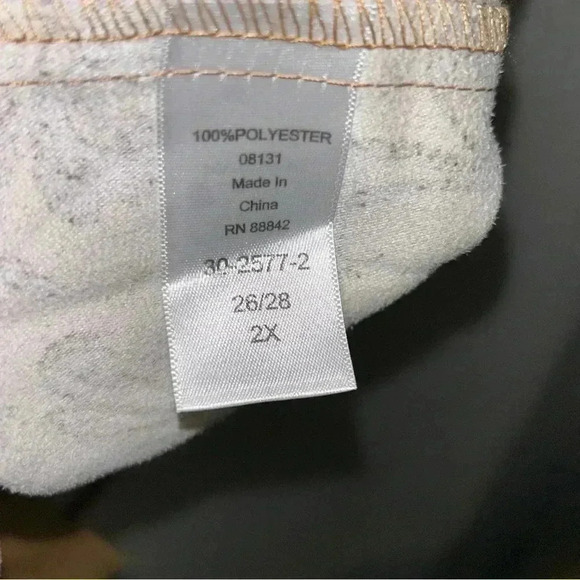 100%POLYESTER
08131
Made In
China
RN 88842
30-2577-2
26/28
2X